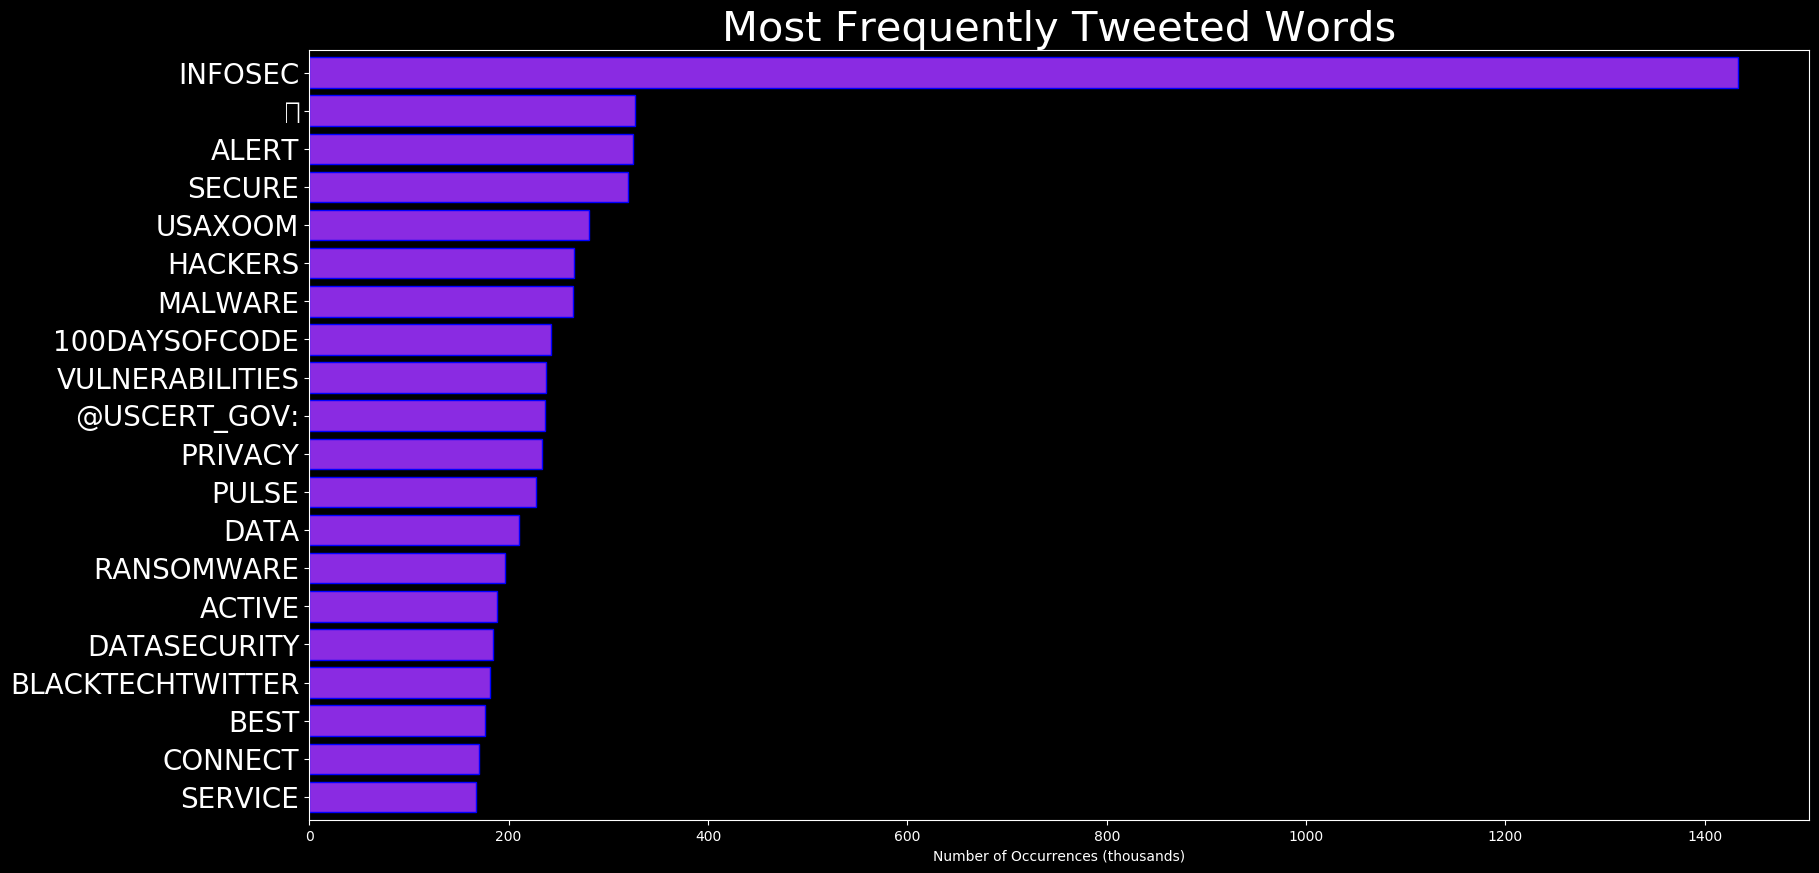 Most Frequently Tweeted Words
INFOSEC
ALERT
SECURE
USAXOOM
HACKERS
MALWARE
100DAYSOFCODE
VULNERABILITIES
@USCERT_GOV:
PRIVACY
PULSE
DATA
RANSOMWARE
ACTIVE
DATASECURITY
BLACKTECHTWITTER
BEST
CONNECT
SERVICE
0 200 400 600 800 1000 1200 1400
Number of Occurrences (thousands)